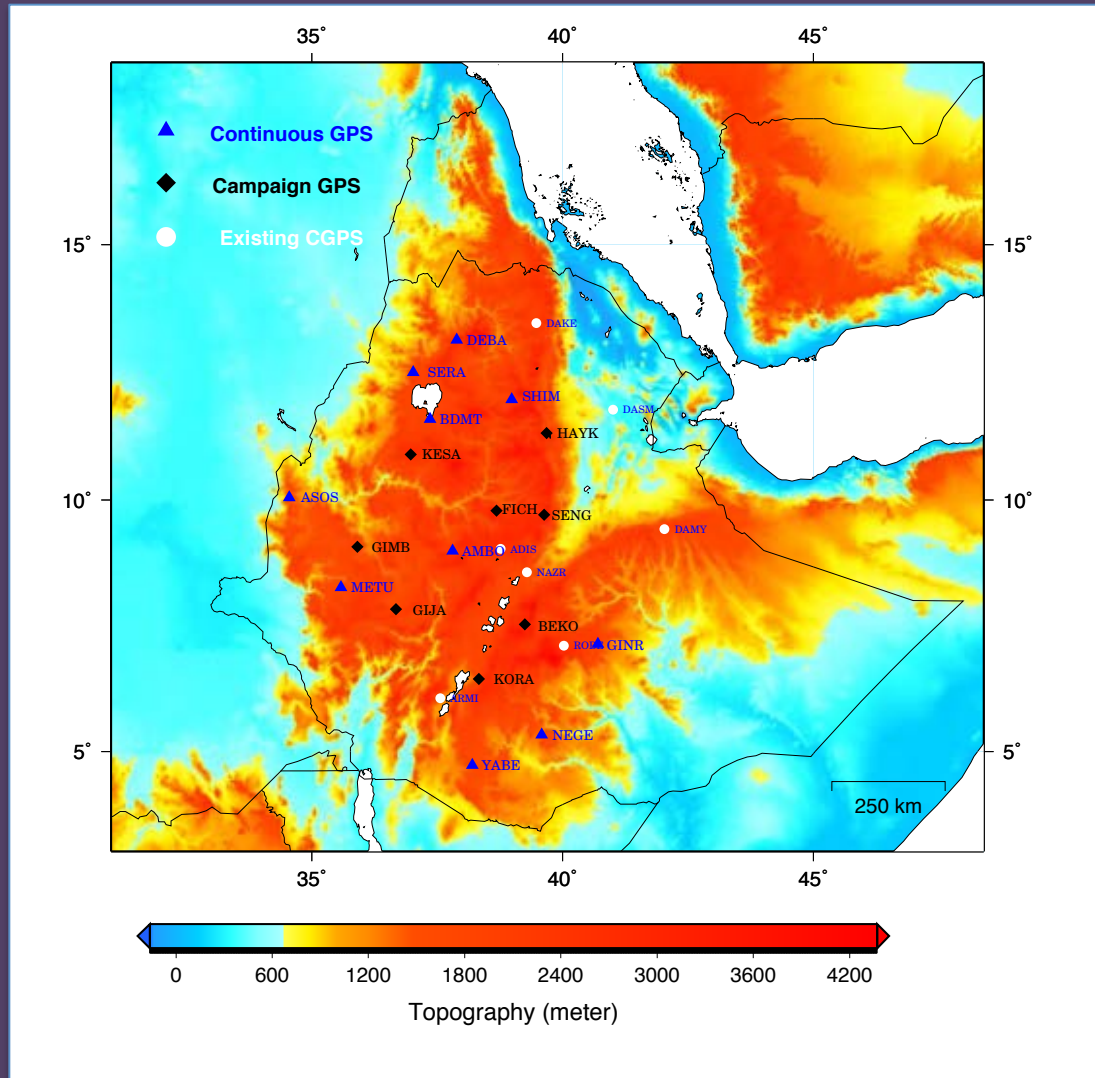 35˚ 40˚ 45˚
Continuous GPS
Campaign GPS
Existing CGPS
15˚ 15˚
DAKE
DEBA
SERA
SHIM
DASM
BDMT
HAYK
KESA
ASOS
10˚ 10˚
FICH
SENG
DAMY
GIMB
AMBO
ADIS
NAZR
METU
GIJA
BEKO
GINR
KORA
ARMI
NEGE
5˚ 5˚
YABE
250 km
35˚ 40˚ 45˚
0 600 1200 1800 2400 3000 3600 4200
Topography (meter)